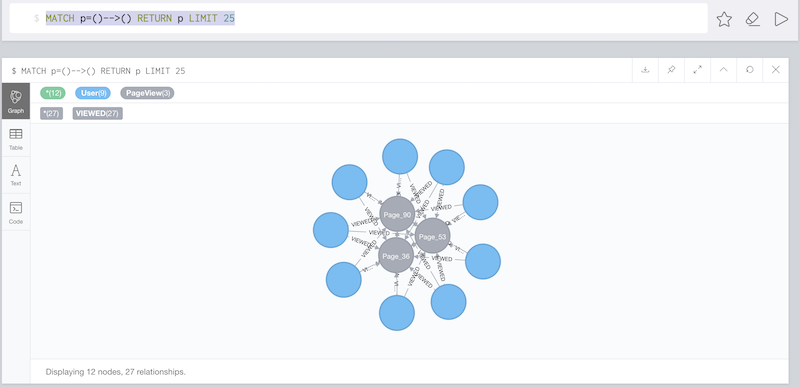 $ MATCH p=()-->() RETURN p LIMIT 25
$ MATCH p=()-->() RETURN p LIMIT 25
Graph
Table
Text
Code
*(12) User(9) PageView(3)
*(27) VIEWED(27)
VIEWED
VIEWED
VIEWED
VIEWED
Page_90
VIEWED
VIEWED
Page_53
VIEWED
Page_36
VIEWED
VIEWED
VIEWED
VIEWED
Displaying 12 nodes, 27 relationships.